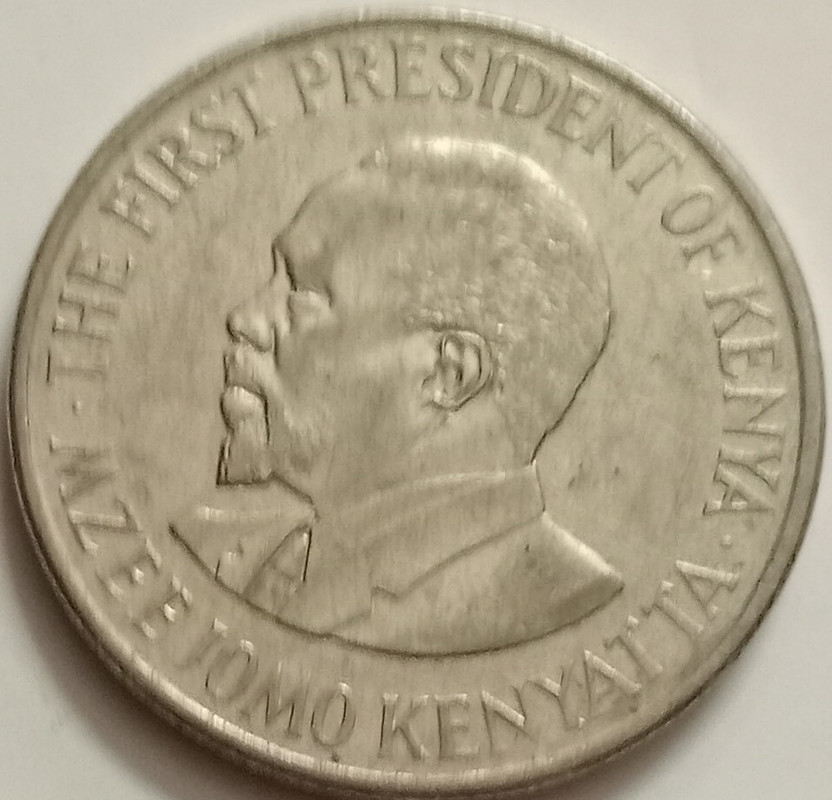 THE FIRST PRESIDENT OF KENYA ·
MZEE JOMO KENYATTA ·